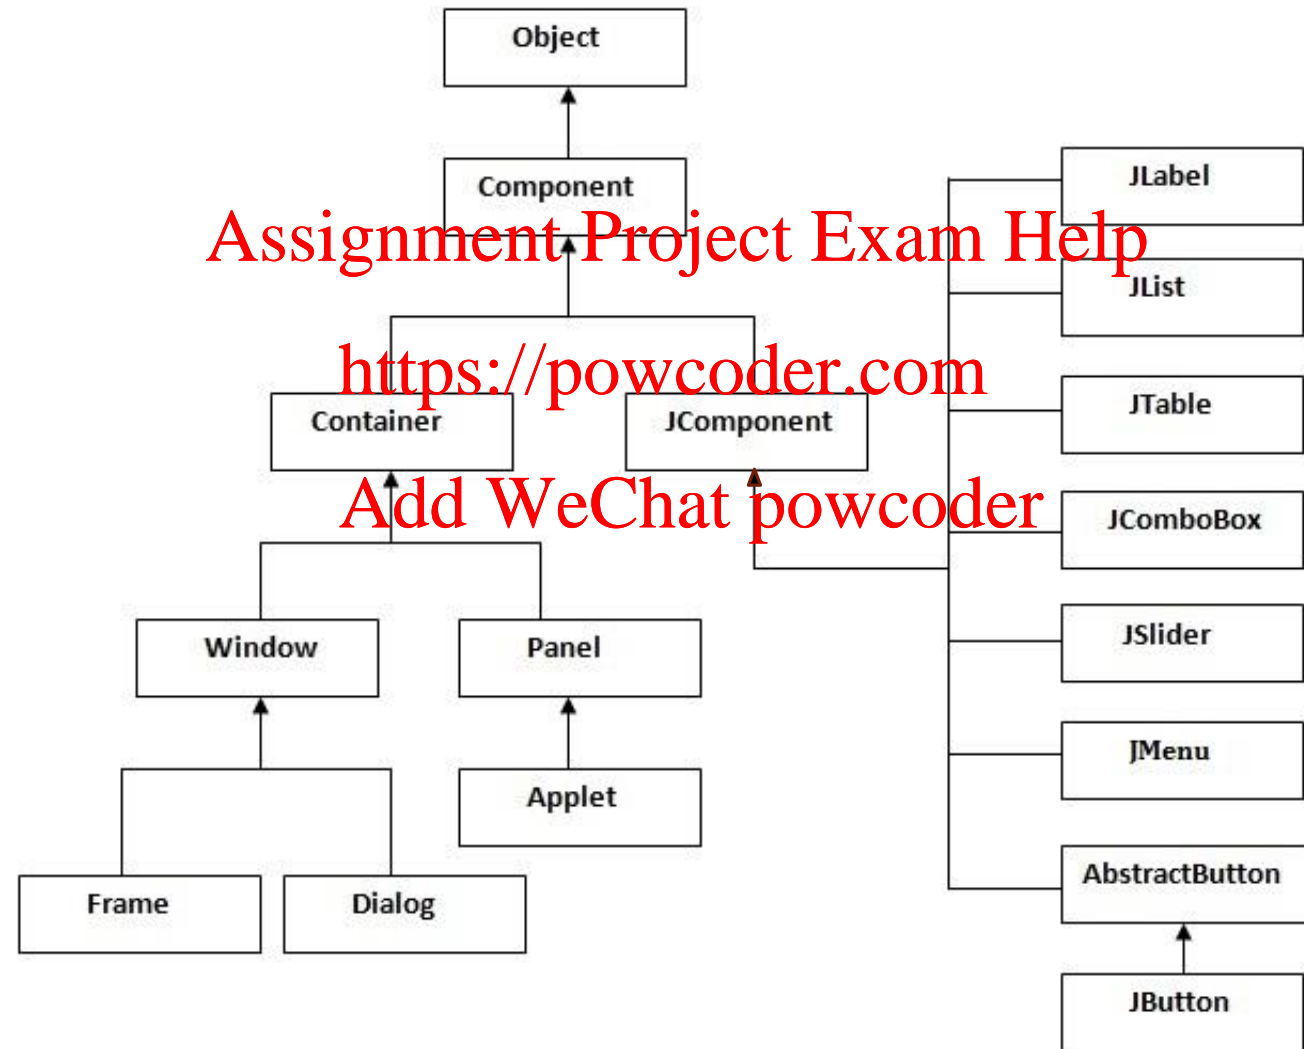 Object
Component
JLabel
Assignment Project Exam Help
JList
https://powcoder.com
JTable
Container
JComponent
Add WeChat powcoder
JComboBox
Window
Panel
JSlider
JMenu
Applet
AbstractButton
Frame
Dialog
JButton